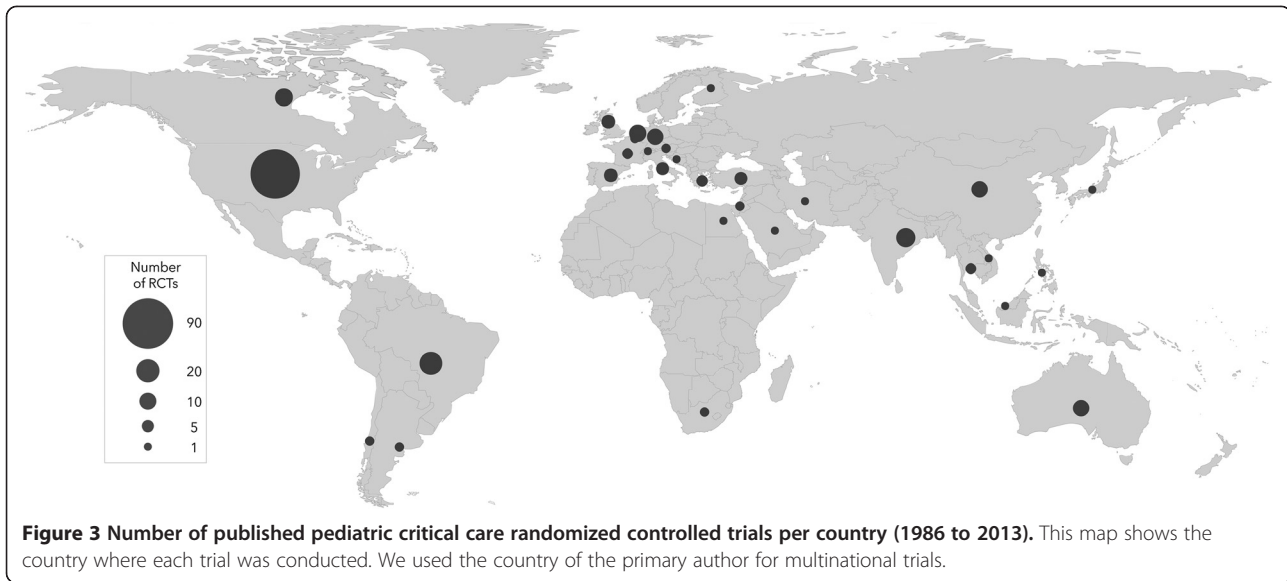 Number
of RCTs
90
20
10
5
1
Figure 3 Number of published pediatric critical care randomized controlled trials per country (1986 to 2013). This map shows the
country where each trial was conducted. We used the country of the primary author for multinational trials.